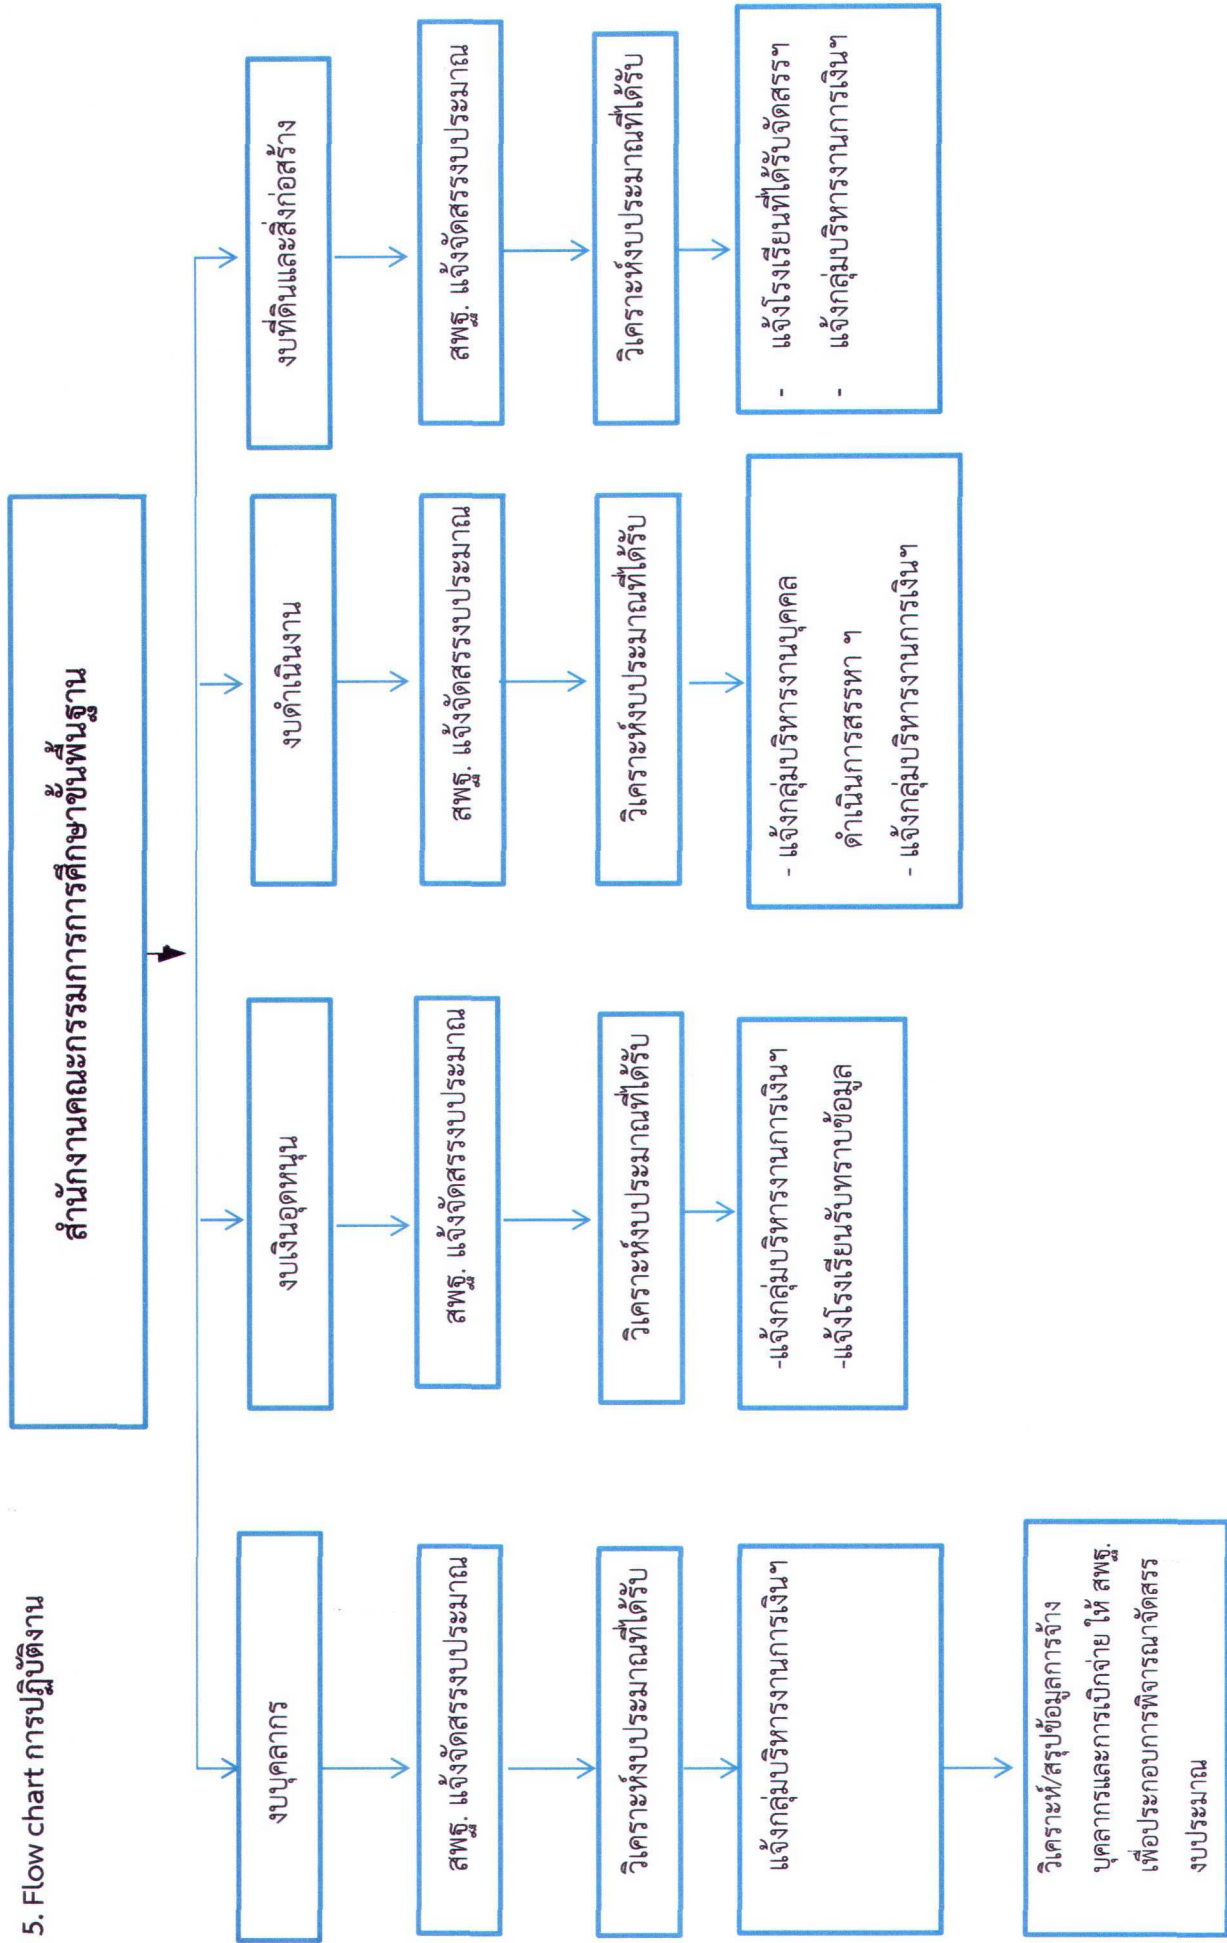 5. Flow chart การปฏิบัติงาน
สำนักงานคณะกรรมการการศึกษาขั้นพื้นฐาน
งบบุคลากร
งบเงินอุดหนุน
งบดำเนินงาน
งบที่ดินและสิ่งก่อสร้าง
สพฐ. แจ้งจัดสรรงบประมาณ
สพฐ. แจ้งจัดสรรงบประมาณ
สพฐ. แจ้งจัดสรรงบประมาณ
สพฐ. แจ้งจัดสรรงบประมาณ
วิเคราะห์งบประมาณที่ได้รับ
วิเคราะห์งบประมาณที่ได้รับ
วิเคราะห์งบประมาณที่ได้รับ
วิเคราะห์งบประมาณที่ได้รับ
แจ้งกลุ่มบริหารงานการเงินฯ
-แจ้งกลุ่มบริหารงานการเงินฯ
-แจ้งโรงเรียนรับทราบข้อมูล
- แจ้งกลุ่มบริหารงานบุคคล
ดำเนินการสรรหา ฯ
- แจ้งกลุ่มบริหารงานการเงินฯ
- แจ้งโรงเรียนที่ได้รับจัดสรรฯ
- แจ้งกลุ่มบริหารงานการเงินฯ
วิเคราะห์/สรุปข้อมูลการจ้าง
บุคลากรและการเบิกจ่าย ให้ สพฐ.
เพื่อประกอบการพิจารณาจัดสรร
งบประมาณ